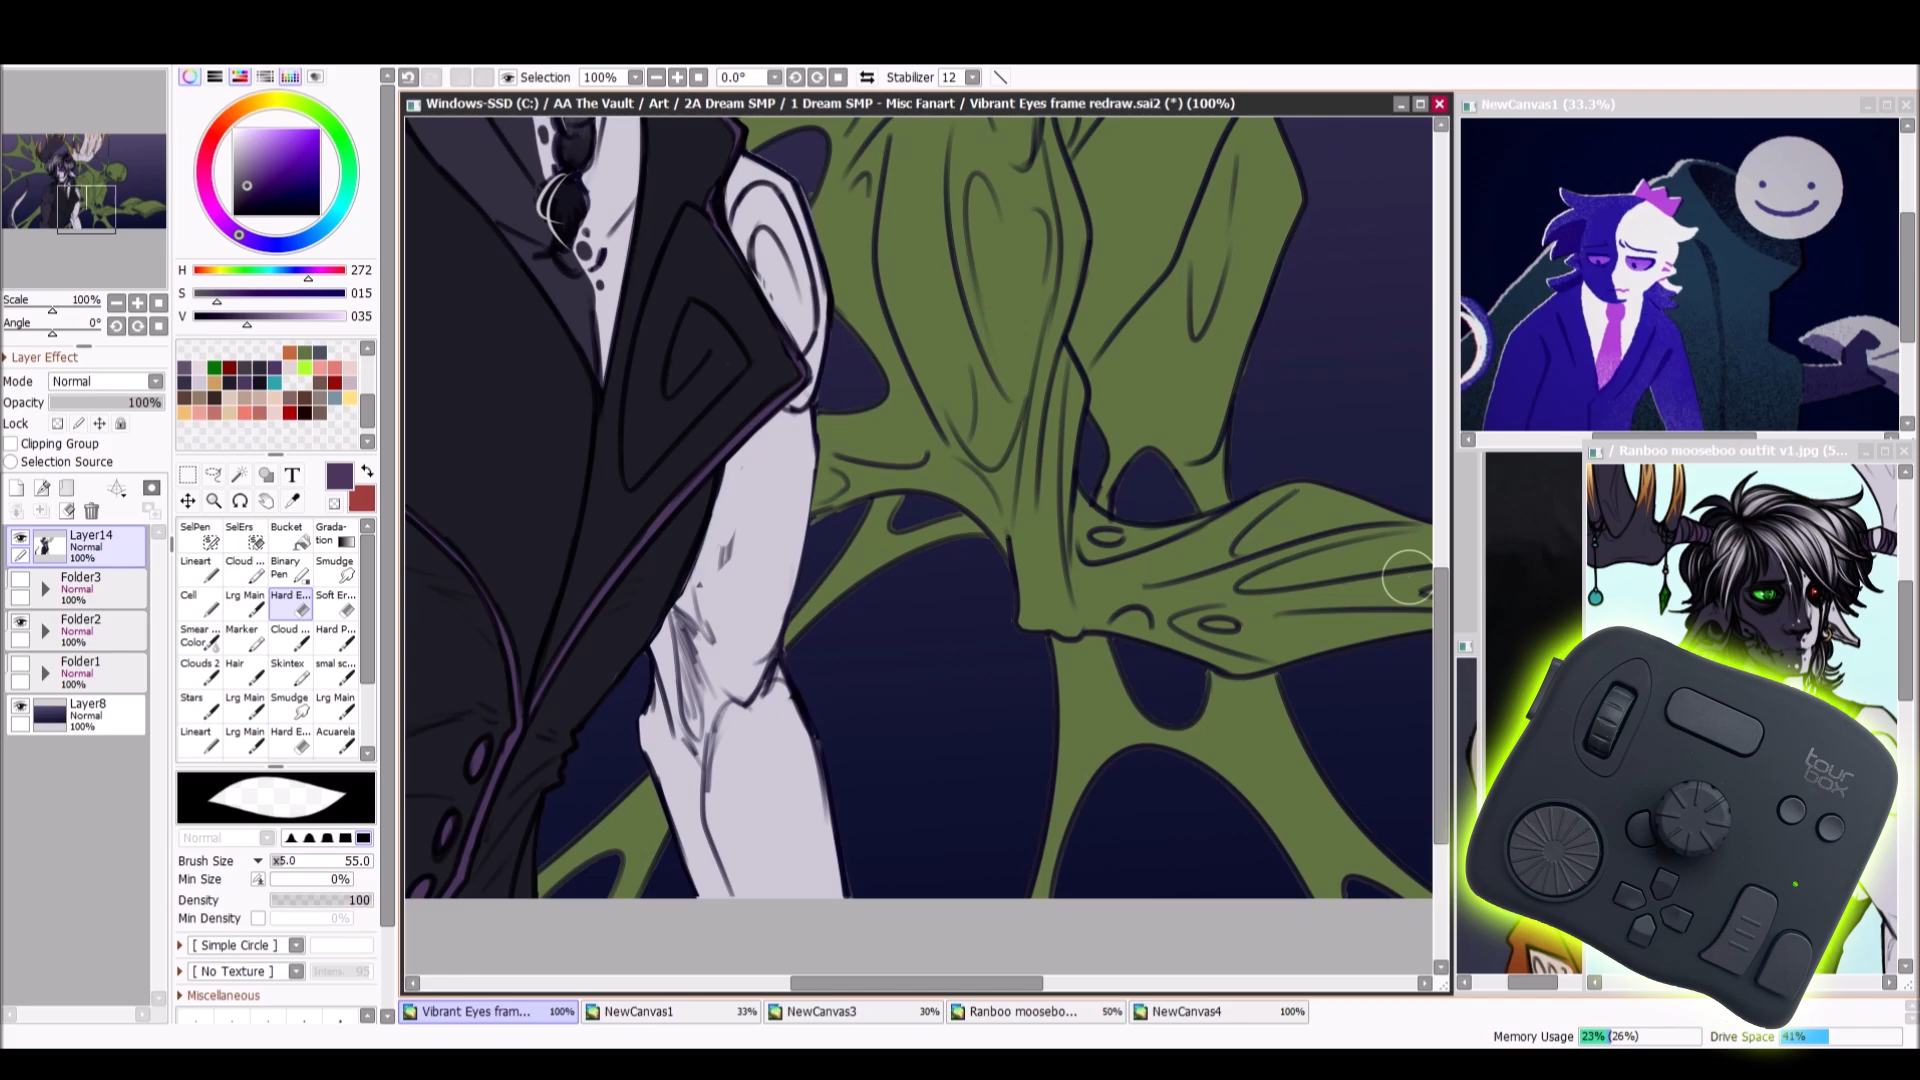 Selection 100% 0.0° Stabilizer 12
Windows-SSD (C:) / AA The Vault / Art / 2A Dream SMP / 1 Dream SMP - Misc Fanart / Vibrant Eyes frame redraw.sai2 (*) (100%)
NewCanvas1 (33.3%)
H 272
S 015
V 035
Scale 100%
Angle 0°
Layer Effect
Mode Normal
Opacity 100%
Lock
Clipping Group
Selection Source
Layer14
Normal
100%
Folder3
Normal
100%
Folder2
Normal
100%
Folder1
Normal
100%
Layer8
Normal
100%
T
SelPen SelErs Bucket Grada-
tion
Lineart Cloud ... Binary Smudge
Pen
Cell Lrg Main Hard E... Soft Er...
Smear ... Marker Cloud ... Hard P...
Color
Clouds 2 Hair Skintex smal sc...
Stars Lrg Main Smudge Lrg Main
Lineart Lrg Main Hard E... Acuarela
Normal
Brush Size x5.0 55.0
Min Size 0%
Density 100
Min Density 0%
[ Simple Circle ]
[ No Texture ] Intens. 95
Miscellaneous
/ Ranboo mooseboo outfit v1.jpg (5...
tour
box
Vibrant Eyes fram... 100%
NewCanvas1 33%
NewCanvas3 30%
Ranboo moosebo... 50%
NewCanvas4 100%
Memory Usage 23% (26%) Drive Space 41%